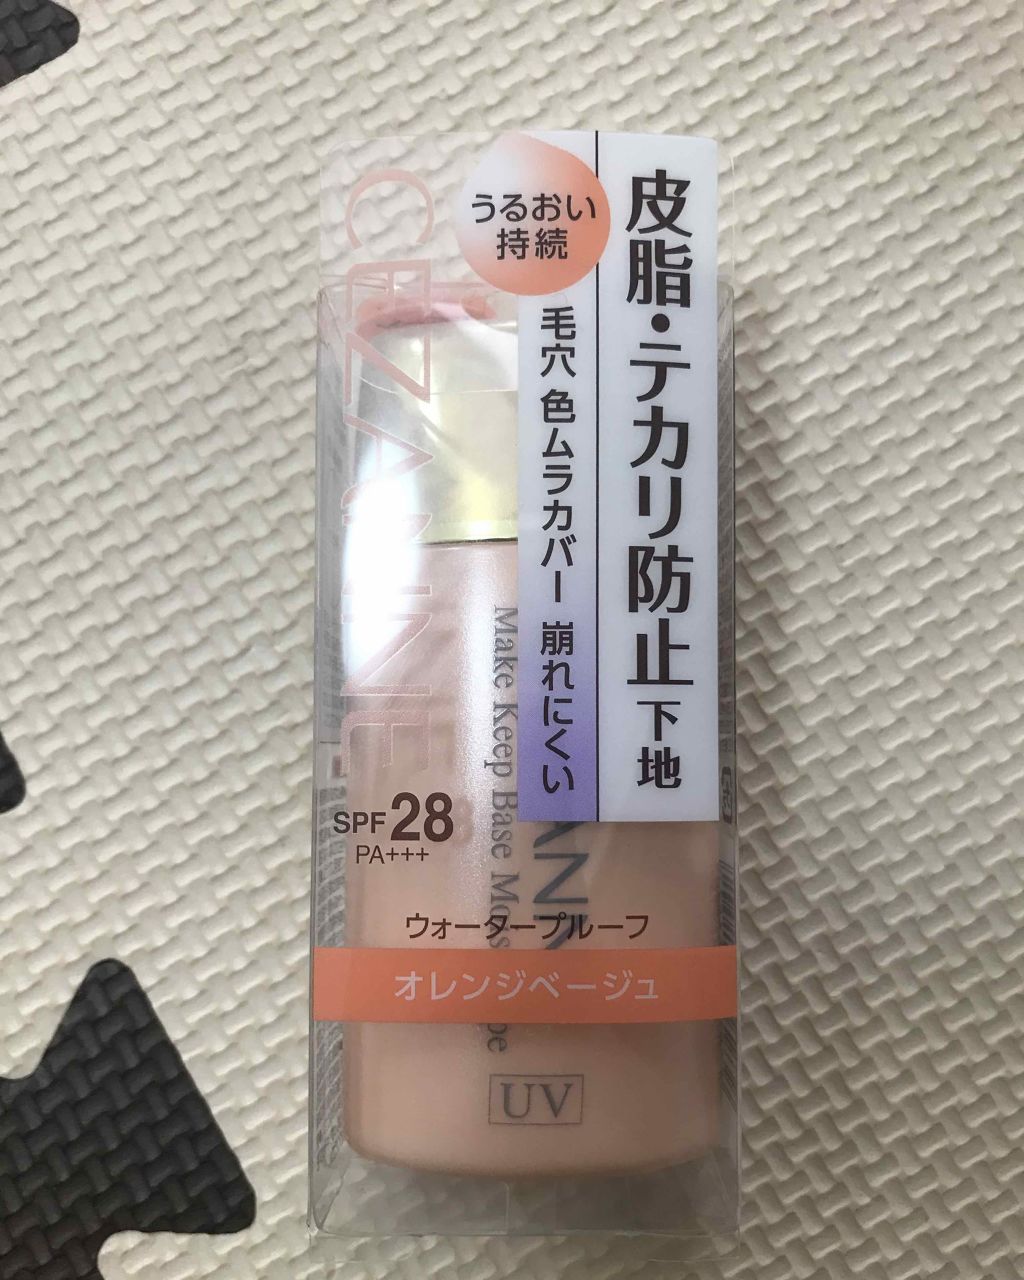 皮脂・テカリ防止下地
うるおい
持続
毛穴 色ムラカバー 崩れにくい
CEZANNE
Make Keep Base
UV
SPF28
PA+++
ウォータープルーフ
オレンジベージュ